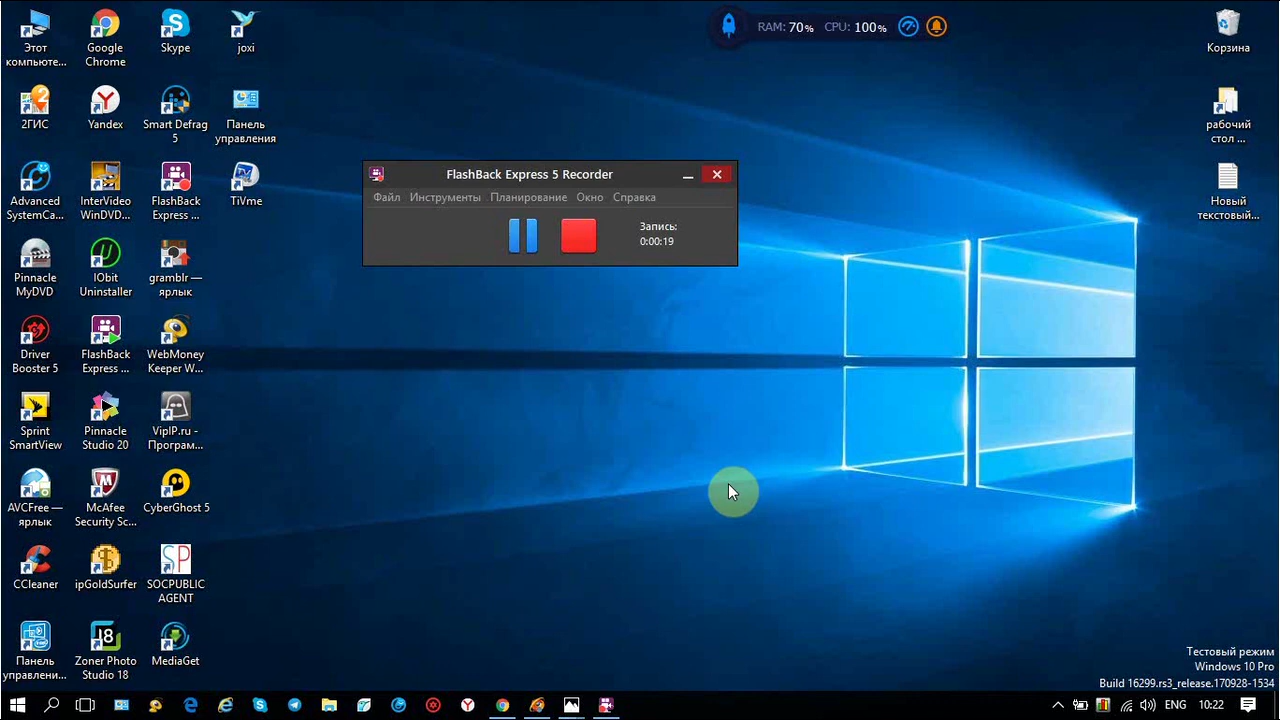 Этот
компьюте...
Google
Chrome
Skype
joxi
RAM: 70%
CPU: 100%
Корзина
2ГИС
Yandex
Smart Defrag
5
Панель
управления
рабочий
стол ...
FlashBack Express 5 Recorder
Файл
Инструменты
Планирование
Окно
Справка
Запись:
0:00:19
Advanced
SystemCa...
InterVideo
WinDVD...
FlashBack
Express ...
TiVme
Новый
текстовый...
Pinnacle
MyDVD
IObit
Uninstaller
gramblr —
ярлык
Driver
Booster 5
FlashBack
Express ...
WebMoney
Keeper W...
Sprint
SmartView
Pinnacle
Studio 20
VipIP.ru -
Програм...
AVCFree —
ярлык
McAfee
Security Sc...
CyberGhost 5
CCleaner
ipGoldSurfer
SOCPUBLIC
AGENT
Панель
управлени...
Zoner Photo
Studio 18
MediaGet
Тестовый режим
Windows 10 Pro
Build 16299.rs3_release.170928-1534
ENG
10:22